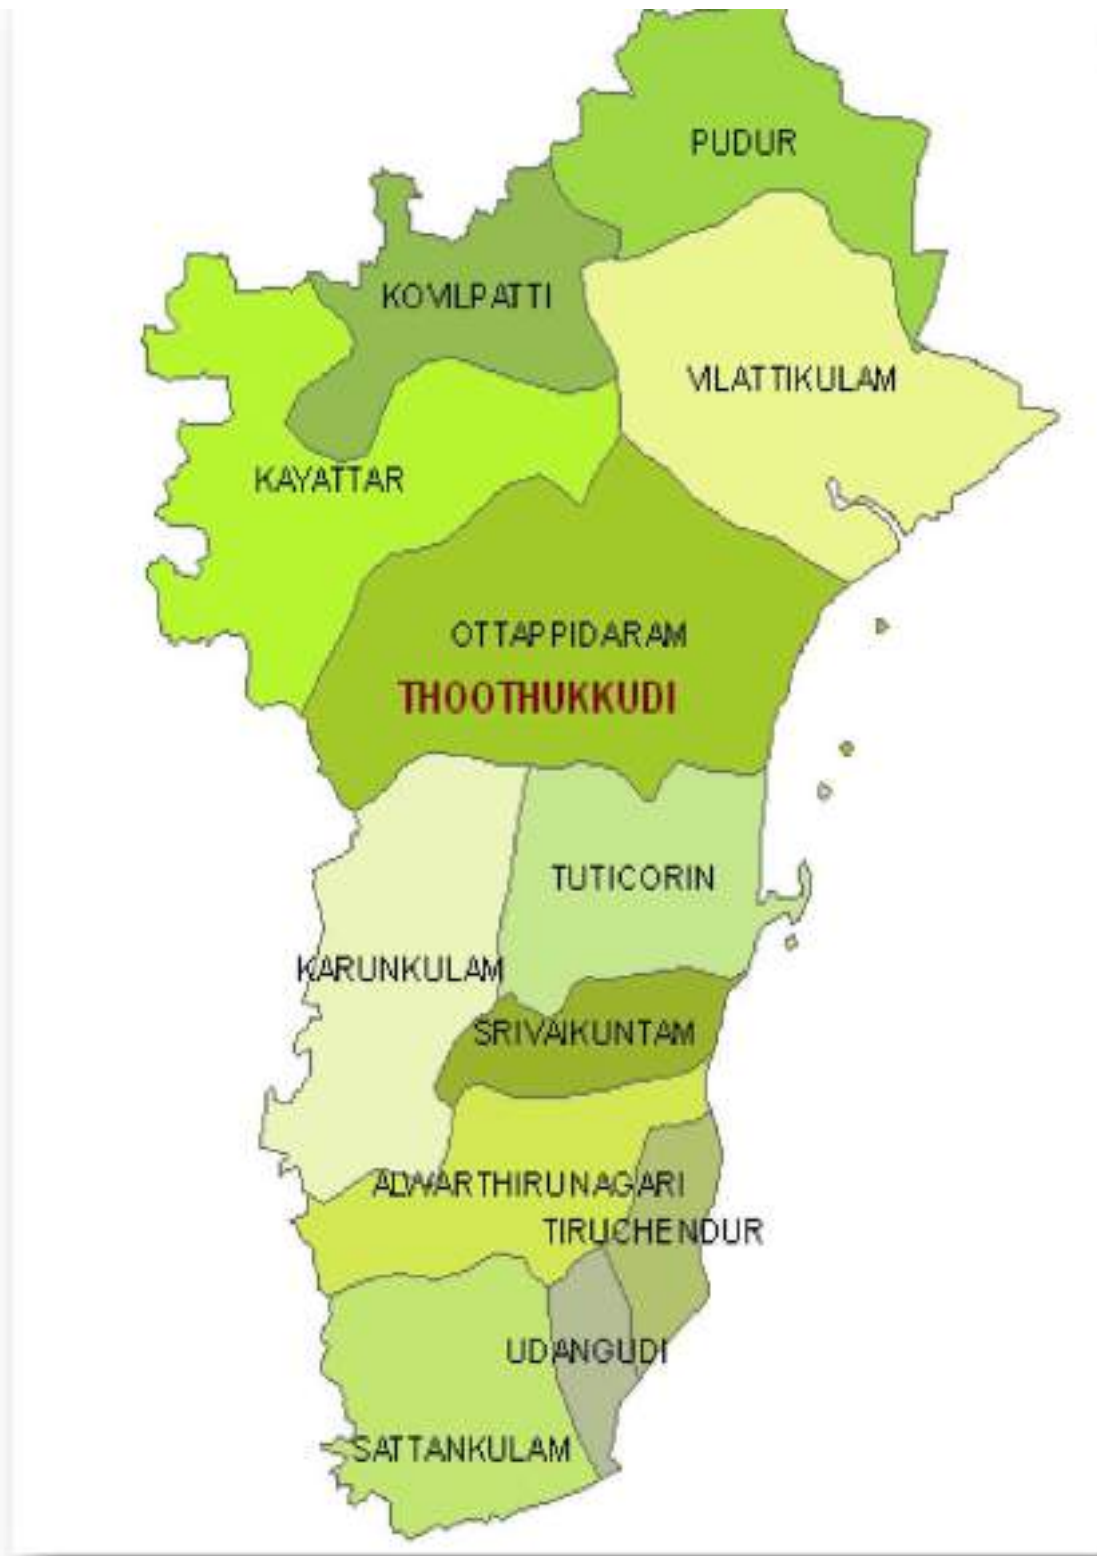 PUDUR
KOVILPATTI
VILATTIKULAM
KAYATTAR
OTTAPPIDARAM
THOOTHUKKUDI
TUTICORIN
KARUNKULAM
SRIVAIKUNTAM
ALWARTHIRUNAGARI
TIRUCHENDUR
UDANGUDI
SATTANKULAM